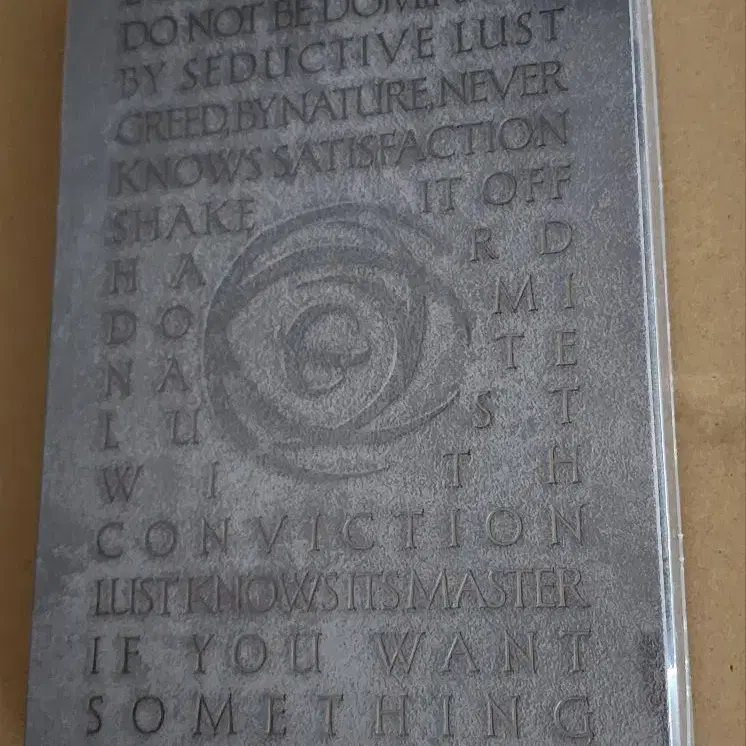 DO NOT BE DOMI
BY SEDUCTIVE LUST
GREED, BY NATURE, NEVER
KNOWS SATISFACTION
SHAKE IT OFF
H A R D
D O M I
N A T E
L U S T
W I T H
CONVICTION
LUST KNOWS ITS MASTER
IF YOU WANT
SOMETHING